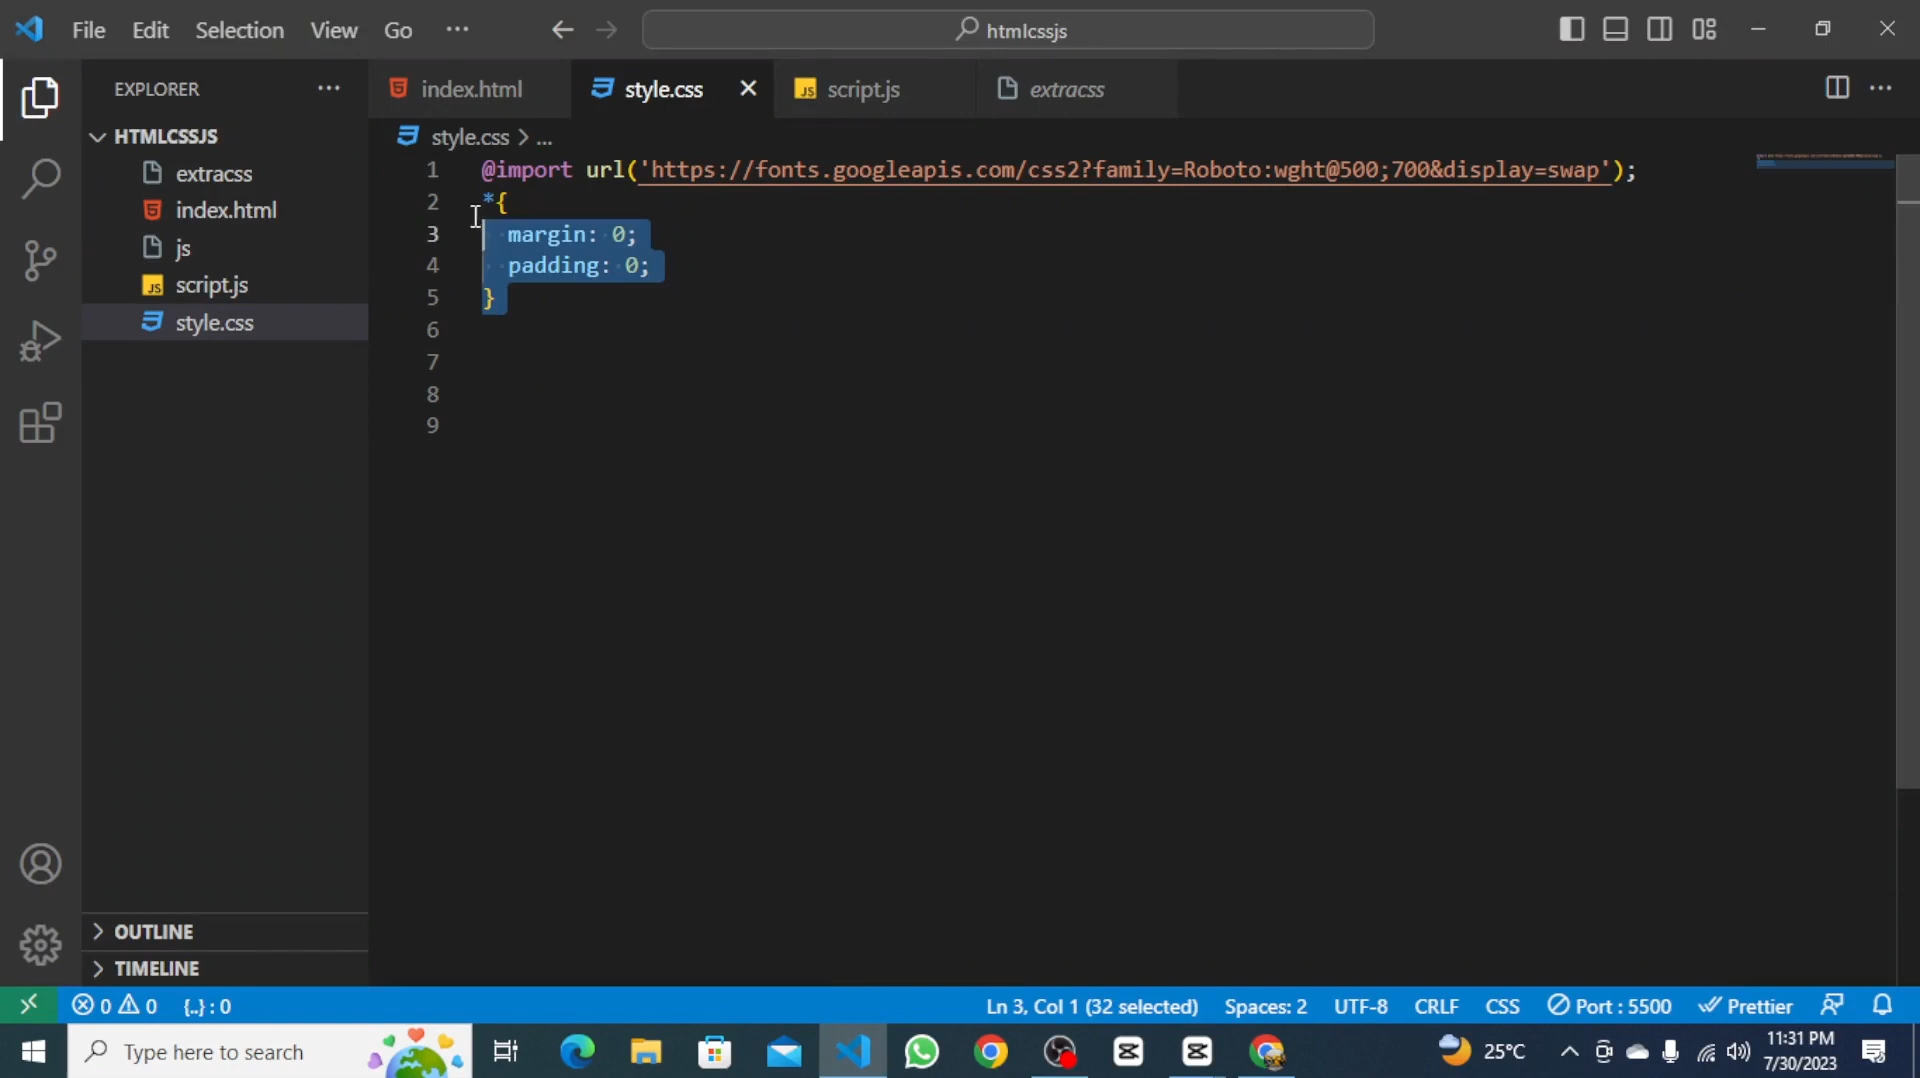 File Edit Selection View Go ··· htmlcssjs
EXPLORER ···
index.html style.css JS script.js extracss
HTMLCSSJS
extracss
index.html
js
JS script.js
style.css
style.css > ...
1 @import url('https://fonts.googleapis.com/css2?family=Roboto:wght@500;700&display=swap');
2 *{
3 margin: 0;
4 padding: 0;
5 }
6
7
8
9
OUTLINE
TIMELINE
0 0 {..} : 0 Ln 3, Col 1 (32 selected) Spaces: 2 UTF-8 CRLF CSS Port : 5500 Prettier
Type here to search 25°C 11:31 PM
7/30/2023